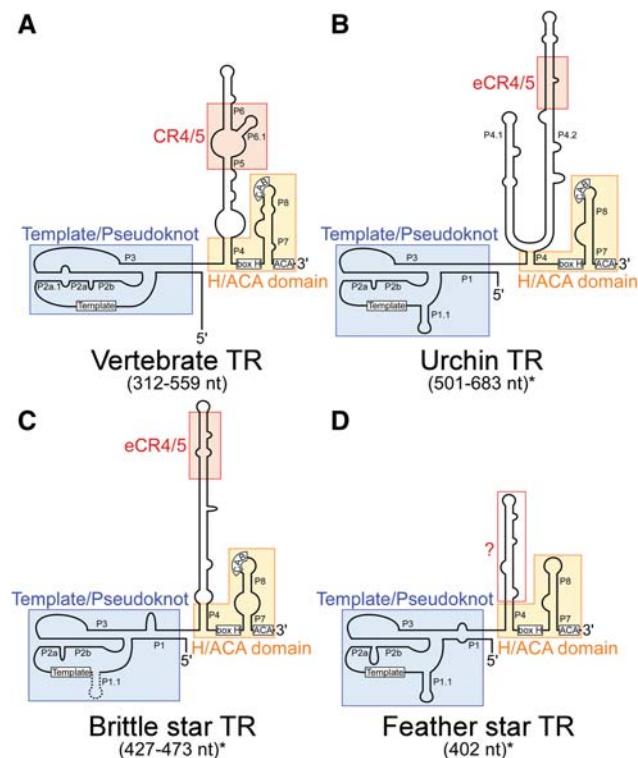 A
P6
CR4/5
P6.1
P5
CAB
P8
Template/Pseudoknot
P3
P4
P7
P2a.1
P2a
P2b
box H
ACA
3'
Template
H/ACA domain
5'
Vertebrate TR
(312-559 nt)
B
eCR4/5
P4.1
P4.2
CAB
P8
Template/Pseudoknot
P3
P4
P7
box H
ACA
3'
P2a
P2b
P1
H/ACA domain
Template
5'
P1.1
Urchin TR
(501-683 nt)*
C
eCR4/5
CAB
P8
Template/Pseudoknot
P3
P4
P7
box H
ACA
3'
P1
P2a
P2b
5'
H/ACA domain
Template
P1.1
Brittle star TR
(427-473 nt)*
D
?
P8
Template/Pseudoknot
P3
P4
P7
box H
ACA
3'
P1
P2a
P2b
5'
H/ACA domain
Template
P1.1
Feather star TR
(402 nt)*